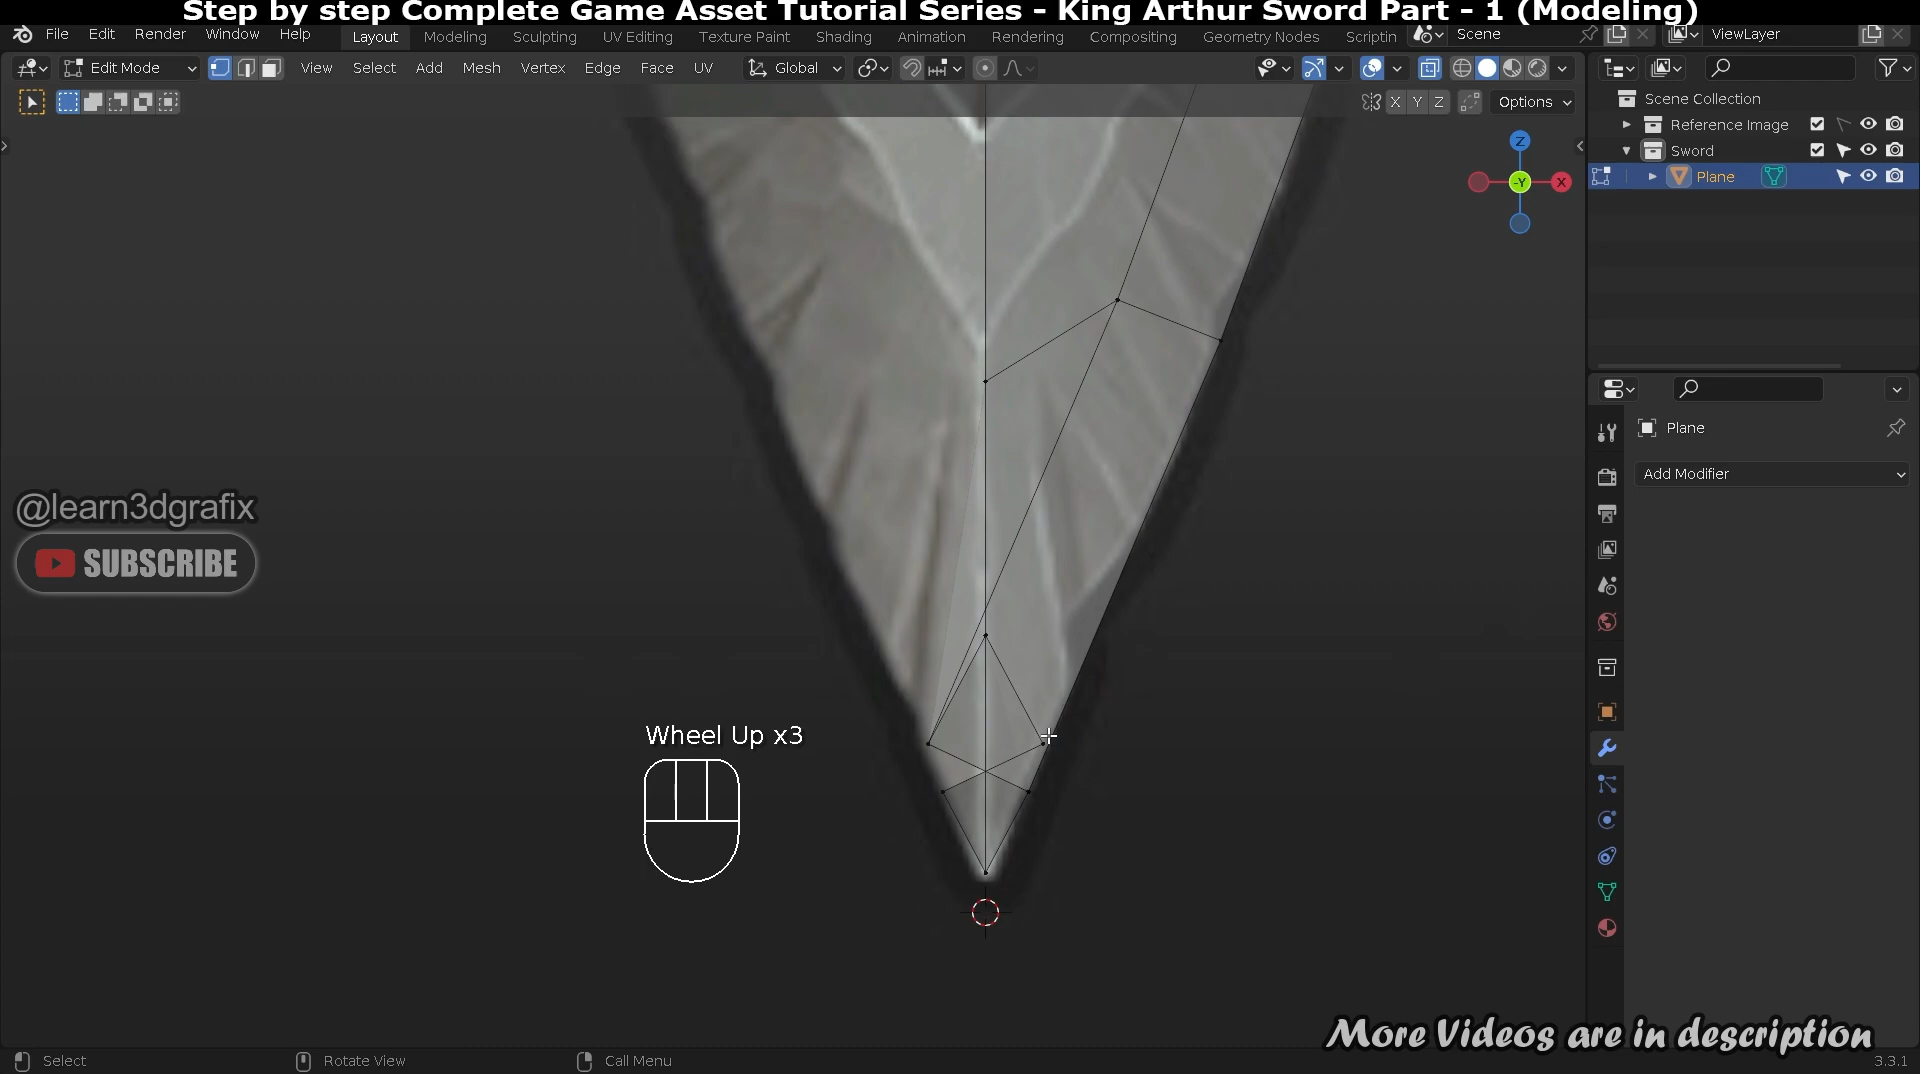 Step by step Complete Game Asset Tutorial Series - King Arthur Sword Part - 1 (Modeling)
File Edit Render Window Help Layout Modeling Sculpting UV Editing Texture Paint Shading Animation Rendering Compositing Geometry Nodes Scriptin Scene ViewLayer
Edit Mode View Select Add Mesh Vertex Edge Face UV Global
X Y Z Options
Scene Collection
Reference Image
Sword
Plane
Z
-Y X
Plane
Add Modifier
@learn3dgrafix
SUBSCRIBE
Wheel Up x3
More Videos are in description
Select Rotate View Call Menu 3.3.1